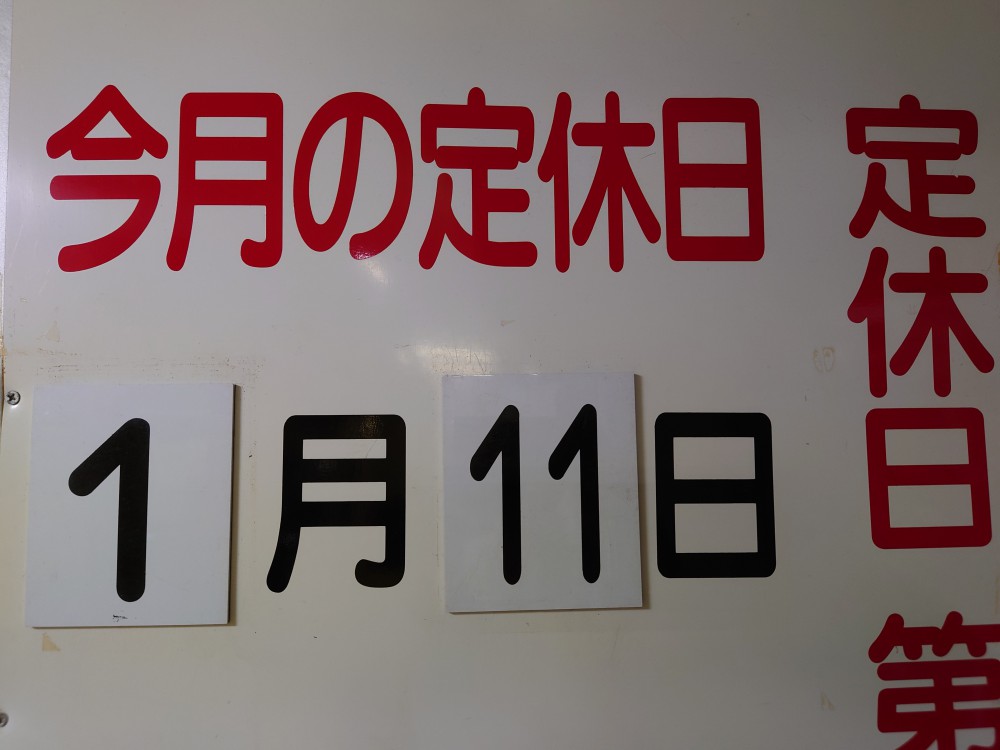 今月の定休日
1月11日
定休日 第